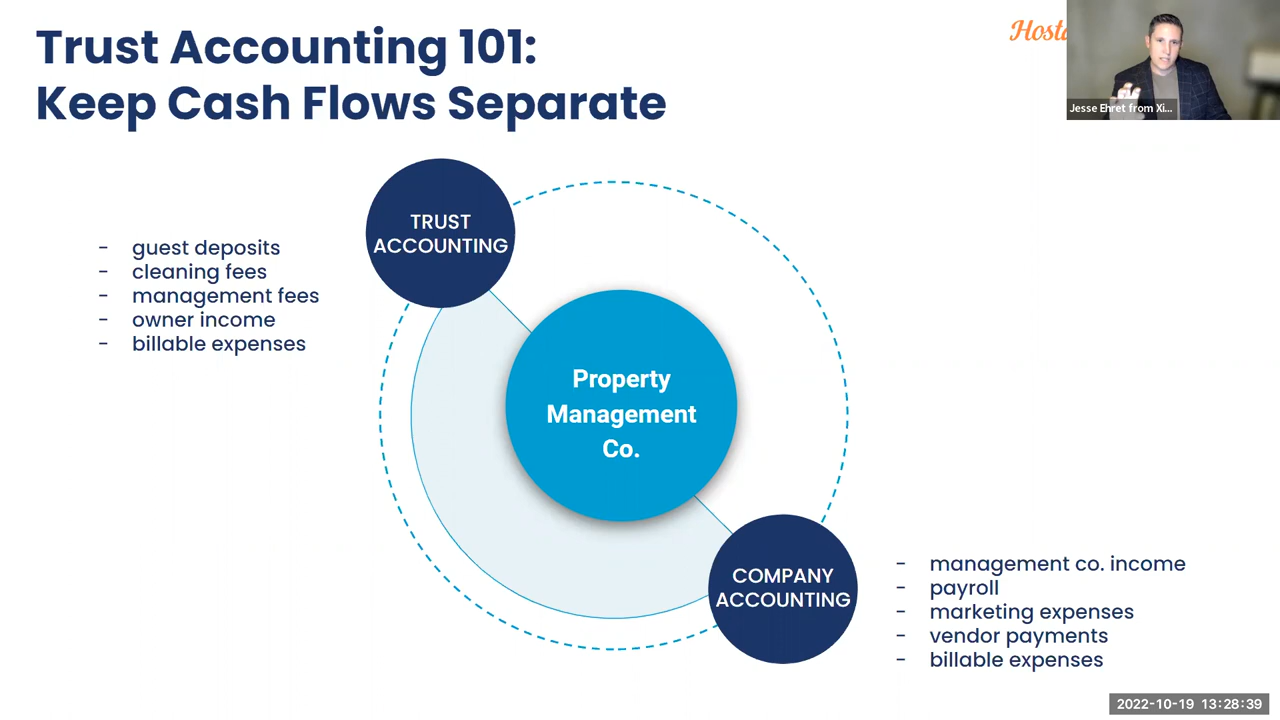 Trust Accounting 101:
Keep Cash Flows Separate
Jesse Ehret from Xi...
TRUST
ACCOUNTING
- guest deposits
- cleaning fees
- management fees
- owner income
- billable expenses
Property
Management
Co.
COMPANY
ACCOUNTING
- management co. income
- payroll
- marketing expenses
- vendor payments
- billable expenses
2022-10-19 13:28:39